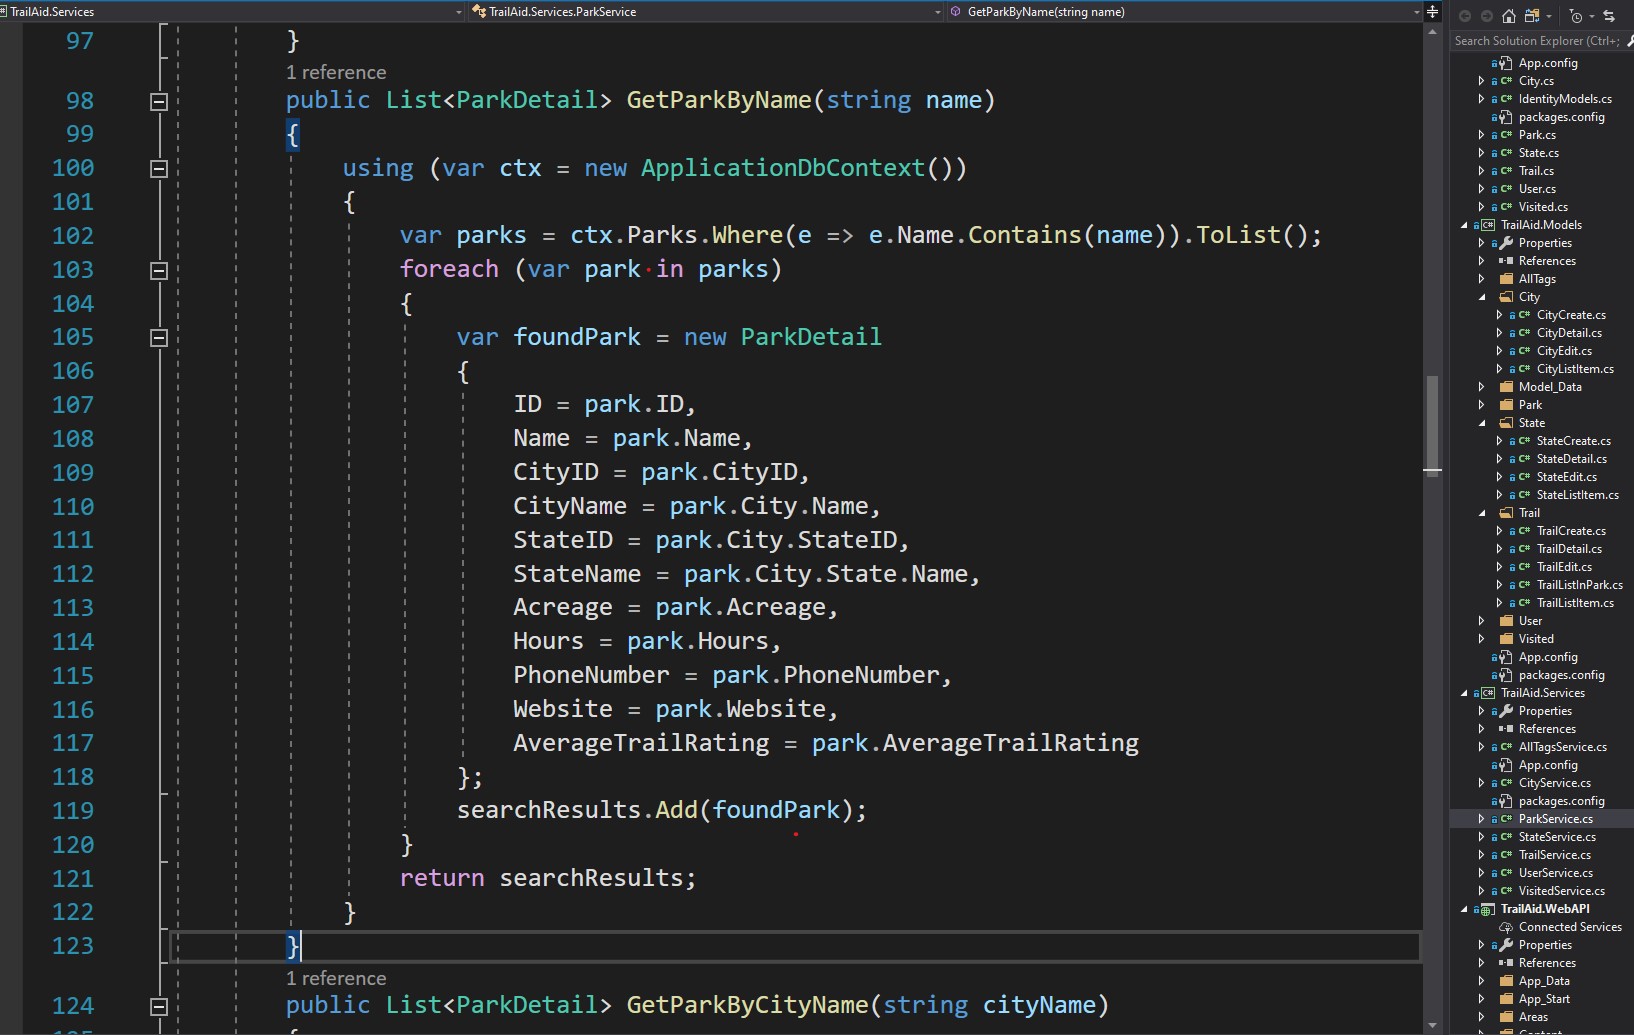 TrailAid.Services
TrailAid.Services.ParkService
GetParkByName(string name)
97 }
1 reference
98 public List<ParkDetail> GetParkByName(string name)
99 {
100 using (var ctx = new ApplicationDbContext())
101 {
102 var parks = ctx.Parks.Where(e => e.Name.Contains(name)).ToList();
103 foreach (var park in parks)
104 {
105 var foundPark = new ParkDetail
106 {
107 ID = park.ID,
108 Name = park.Name,
109 CityID = park.CityID,
110 CityName = park.City.Name,
111 StateID = park.City.StateID,
112 StateName = park.City.State.Name,
113 Acreage = park.Acreage,
114 Hours = park.Hours,
115 PhoneNumber = park.PhoneNumber,
116 Website = park.Website,
117 AverageTrailRating = park.AverageTrailRating
118 };
119 searchResults.Add(foundPark);
120 }
121 return searchResults;
122 }
123 }
1 reference
124 public List<ParkDetail> GetParkByCityName(string cityName)
Search Solution Explorer (Ctrl+;
App.config
C# City.cs
C# IdentityModels.cs
packages.config
C# Park.cs
C# State.cs
C# Trail.cs
C# User.cs
C# Visited.cs
C# TrailAid.Models
Properties
References
AllTags
City
C# CityCreate.cs
C# CityDetail.cs
C# CityEdit.cs
C# CityListItem.cs
Model_Data
Park
State
C# StateCreate.cs
C# StateDetail.cs
C# StateEdit.cs
C# StateListItem.cs
Trail
C# TrailCreate.cs
C# TrailDetail.cs
C# TrailEdit.cs
C# TrailListInPark.cs
C# TrailListItem.cs
User
Visited
App.config
packages.config
C# TrailAid.Services
Properties
References
C# AllTagsService.cs
App.config
C# CityService.cs
packages.config
C# ParkService.cs
C# StateService.cs
C# TrailService.cs
C# UserService.cs
C# VisitedService.cs
TrailAid.WebAPI
Connected Services
Properties
References
App_Data
App_Start
Areas